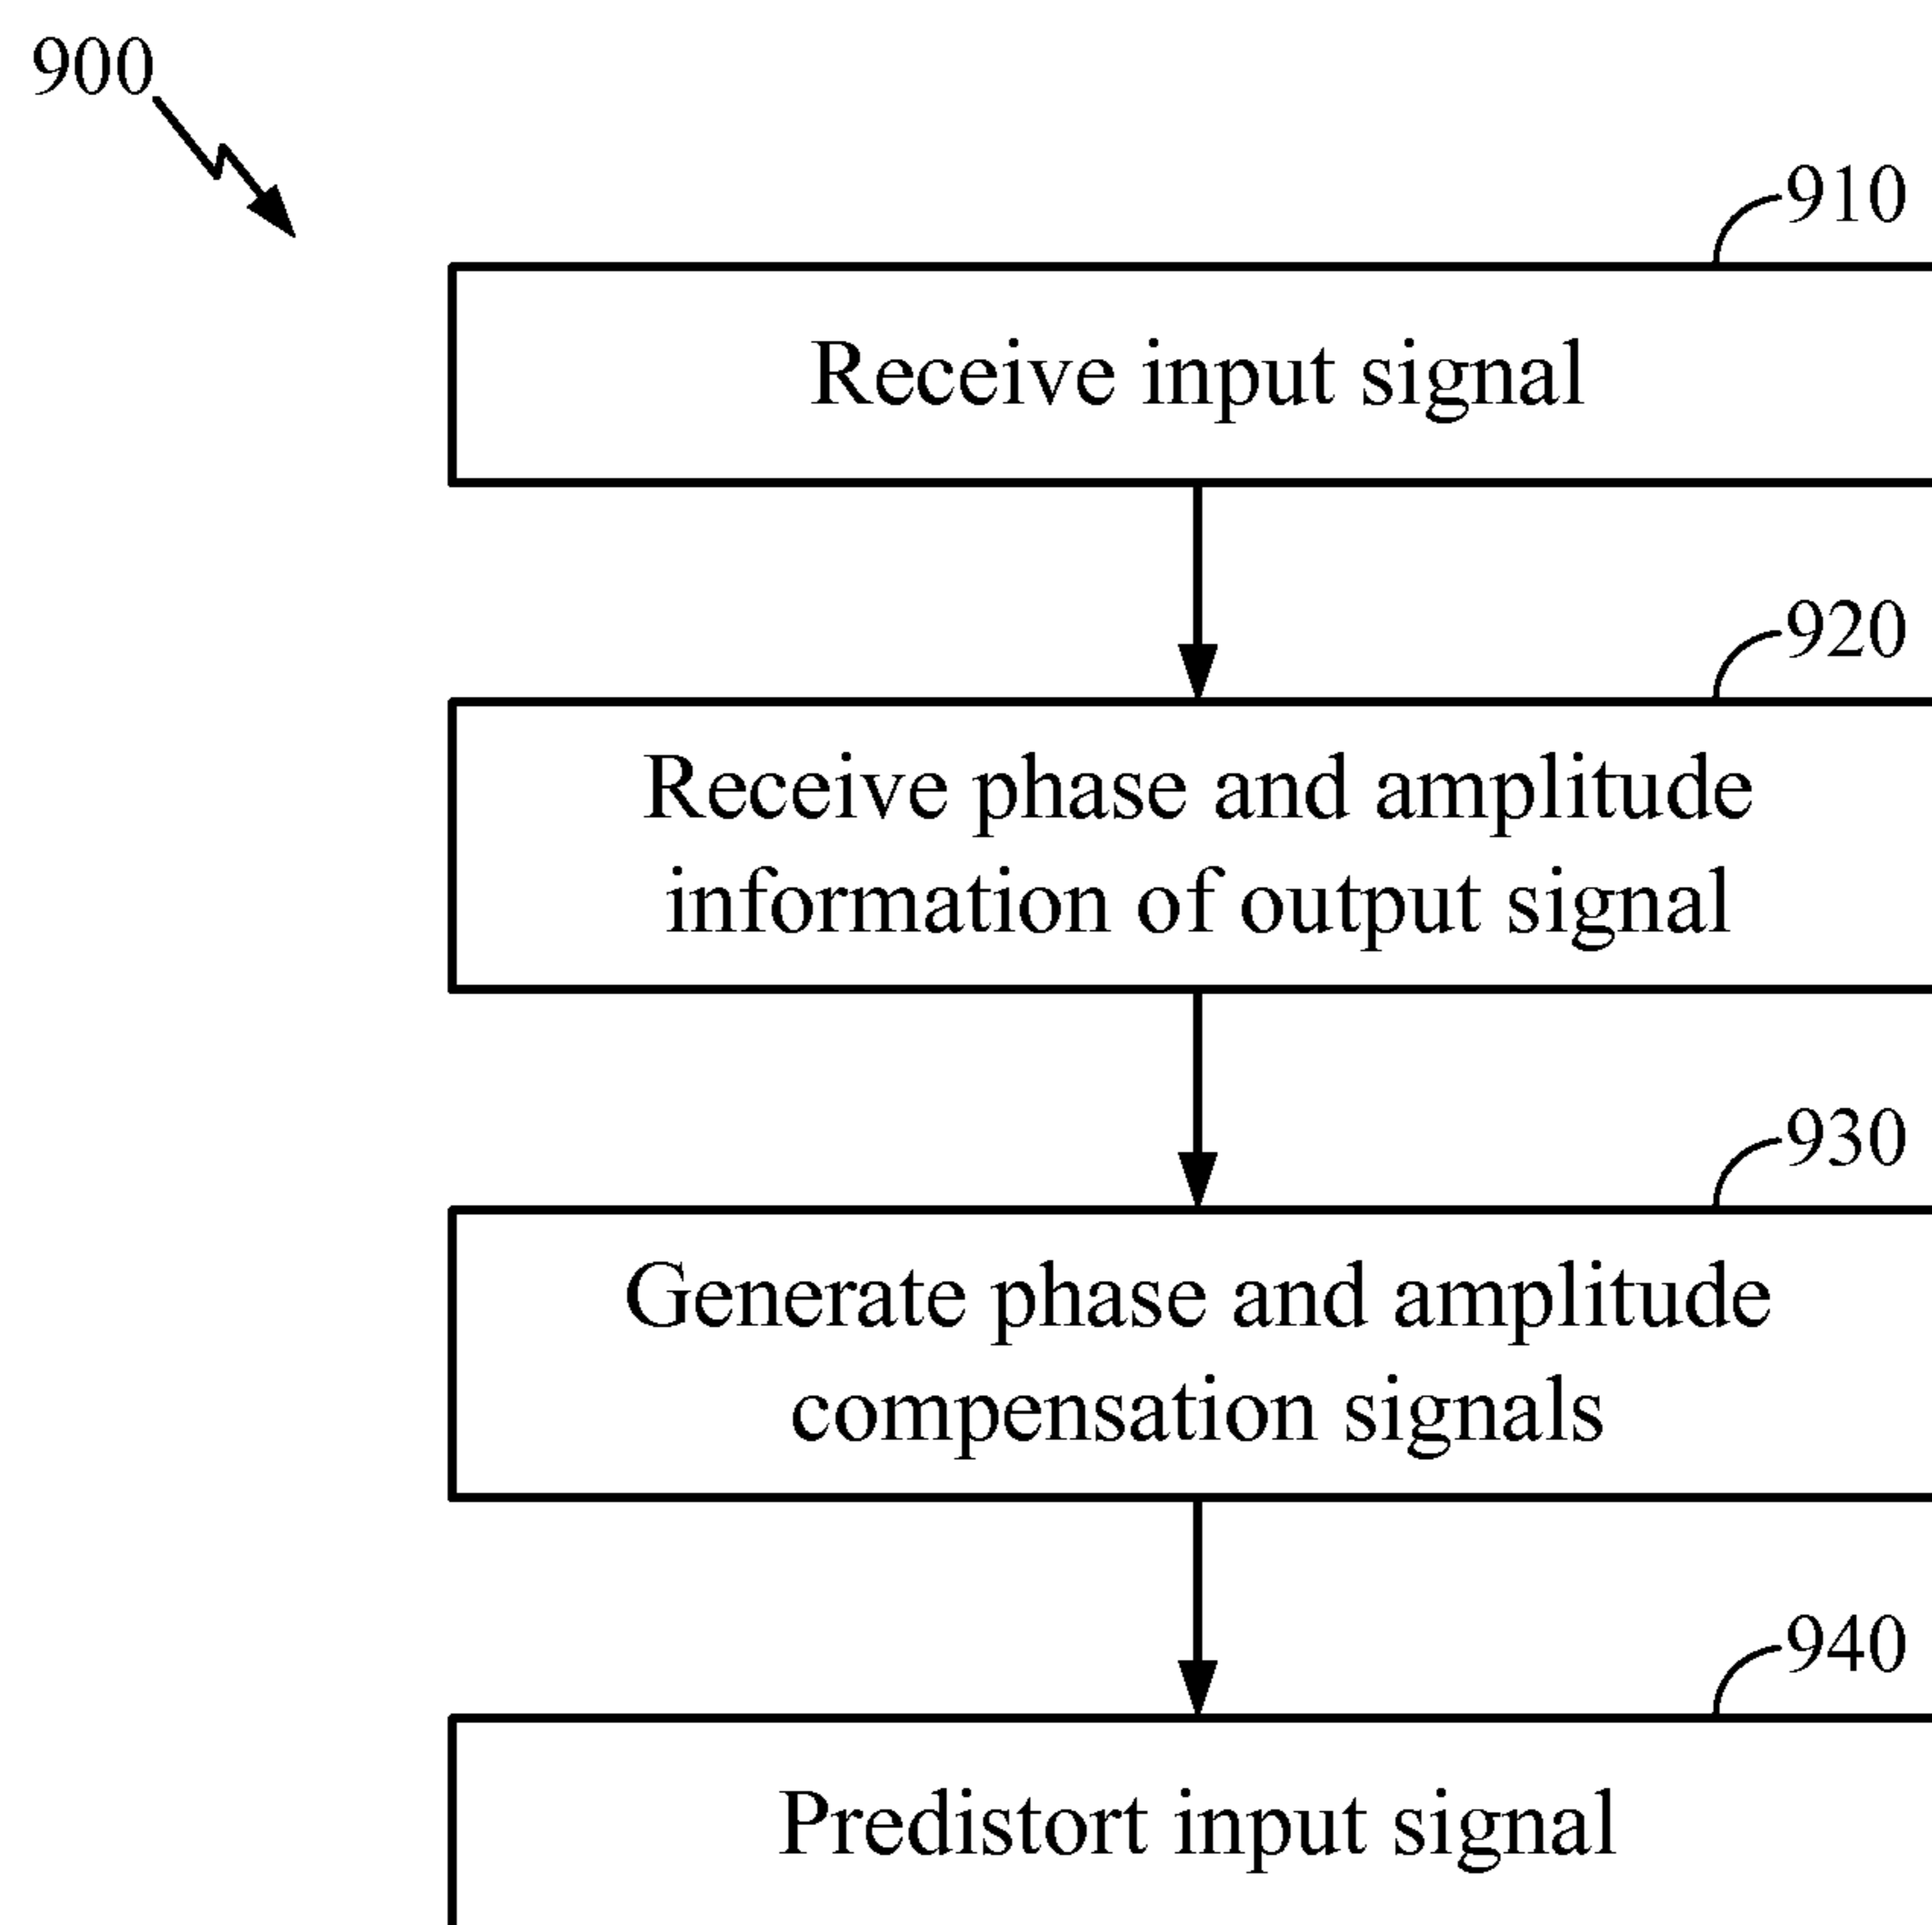 900
910
Receive input signal
920
Receive phase and amplitude
information of output signal
930
Generate phase and amplitude
compensation signals
940
Predistort input signal